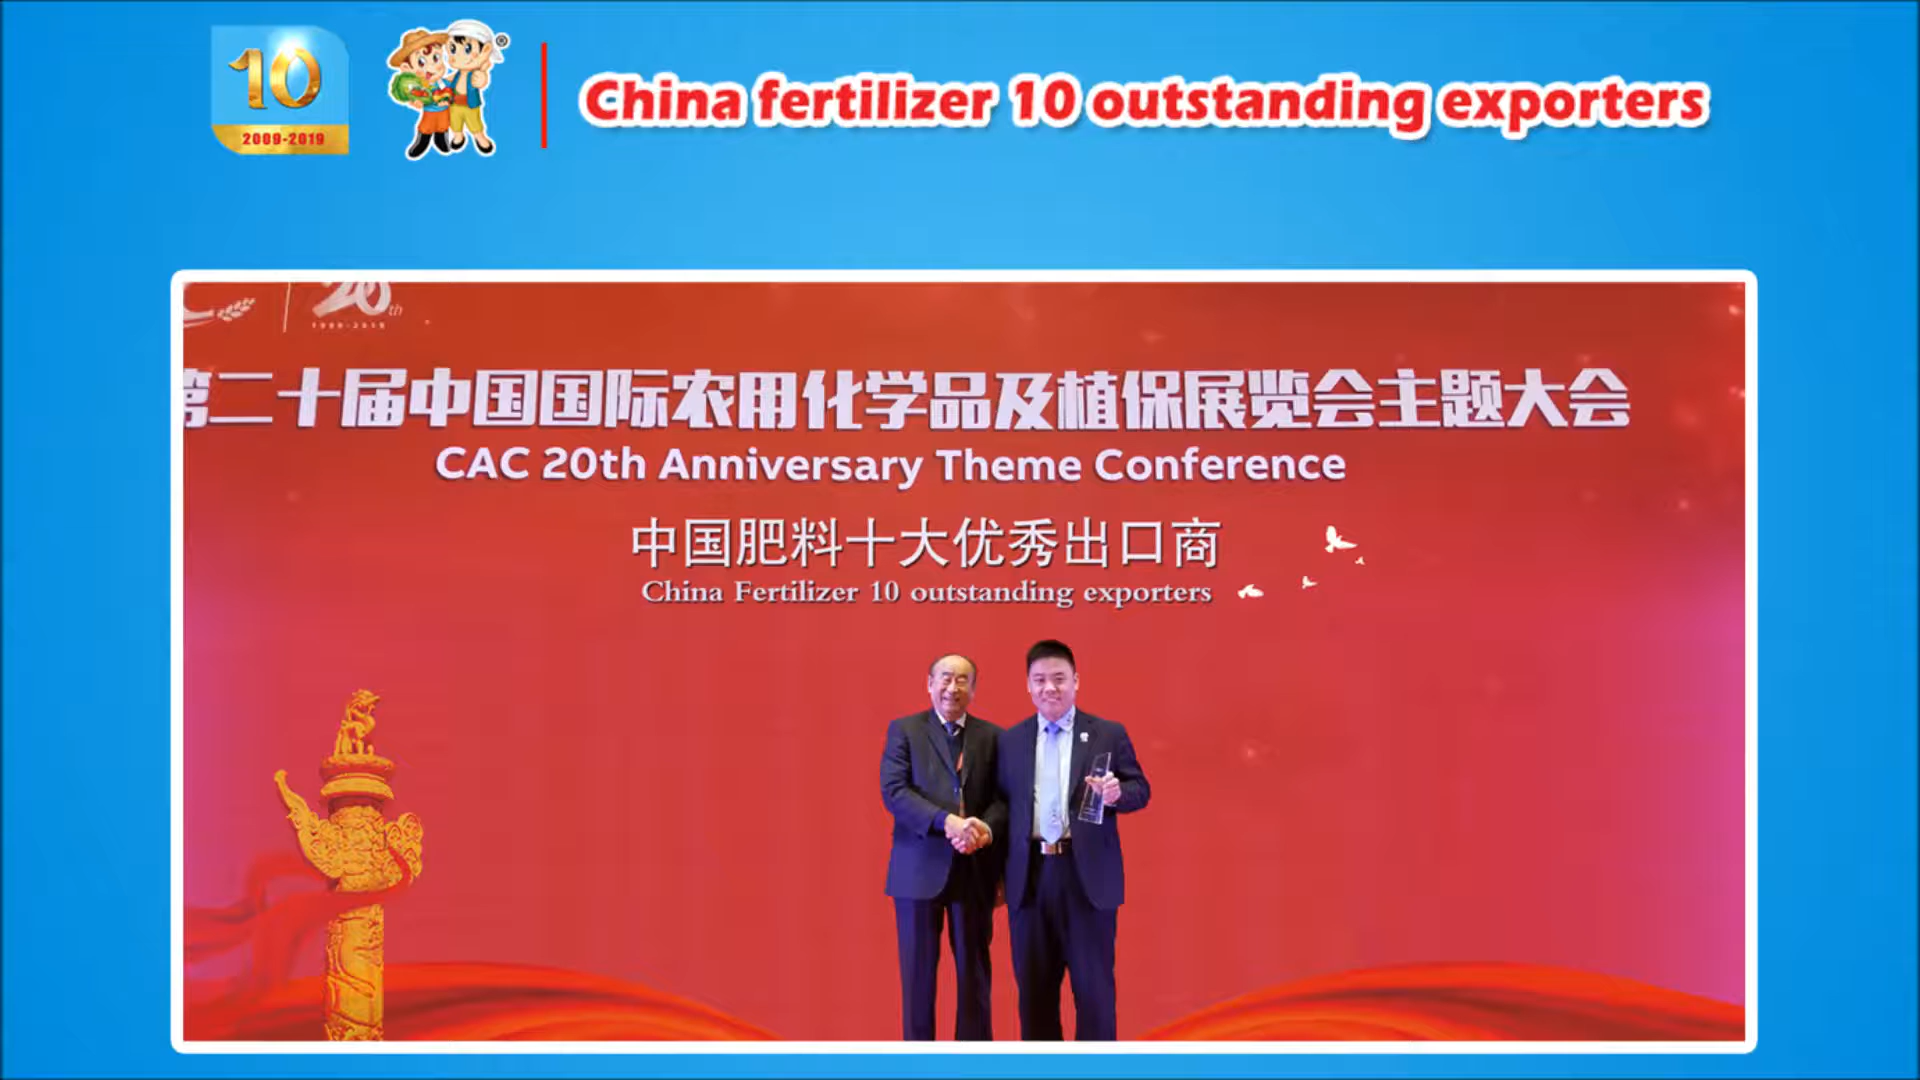 10
2009-2019
China fertilizer 10 outstanding exporters
20th
第二十届中国国际农用化学品及植保展览会主题大会
CAC 20th Anniversary Theme Conference
中国肥料十大优秀出口商
China Fertilizer 10 outstanding exporters